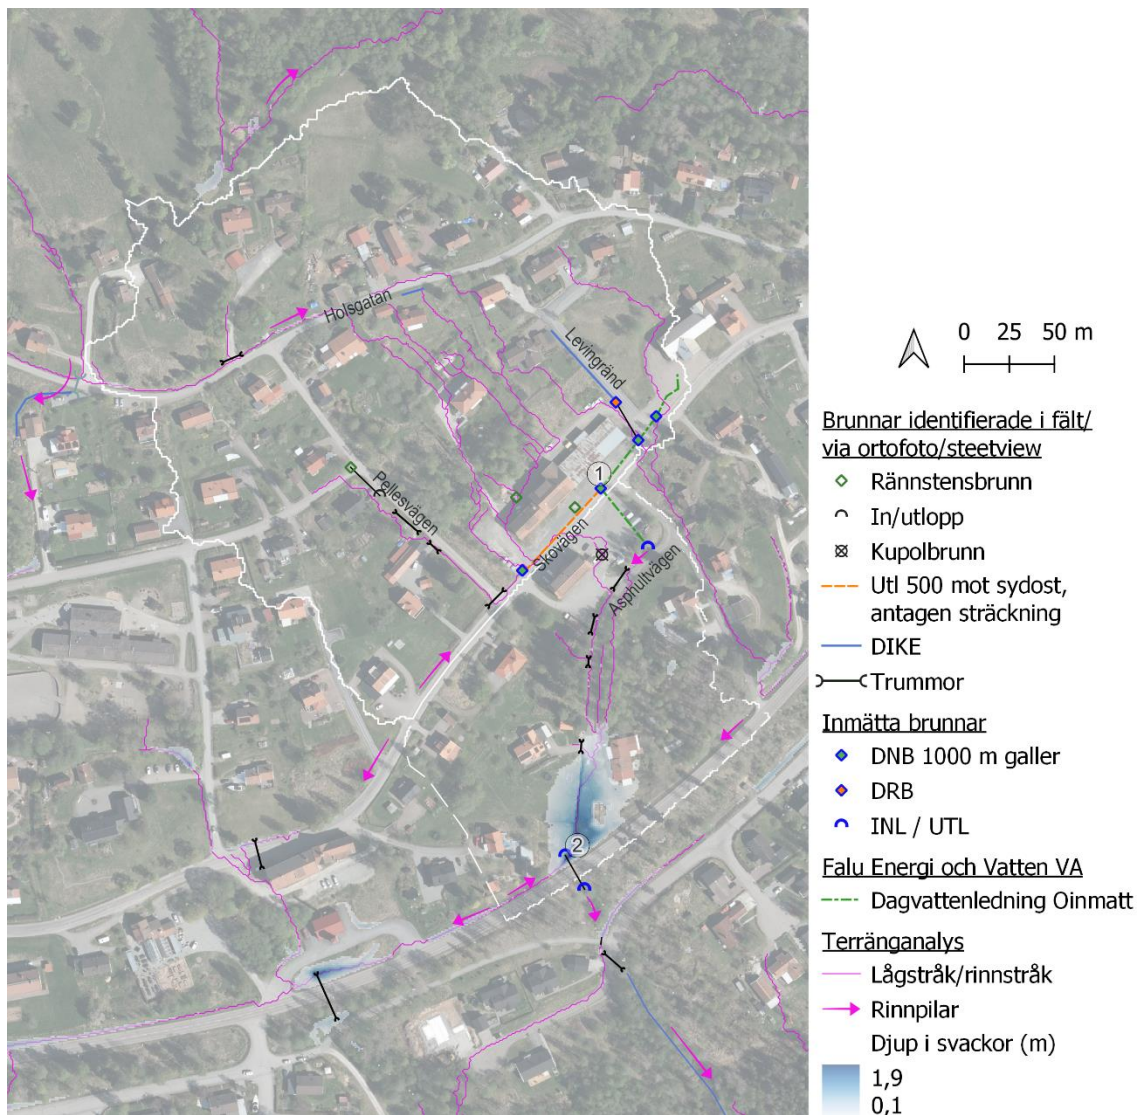 Holsgatan
Levingränd
Pellesvägen
1
Skovägen
Asphultvägen
2
0 25 50 m
Brunnar identifierade i fält/
via ortofoto/steetview
Rännstensbrunn
In/utlopp
Kupolbrunn
Utl 500 mot sydost,
antagen sträckning
DIKE
Trummor
Inmätta brunnar
DNB 1000 m galler
DRB
INL / UTL
Falu Energi och Vatten VA
Dagvattenledning Oinmatt
Terränganalys
Lågstråk/rinnstråk
Rinnpilar
Djup i svackor (m)
1,9
0,1